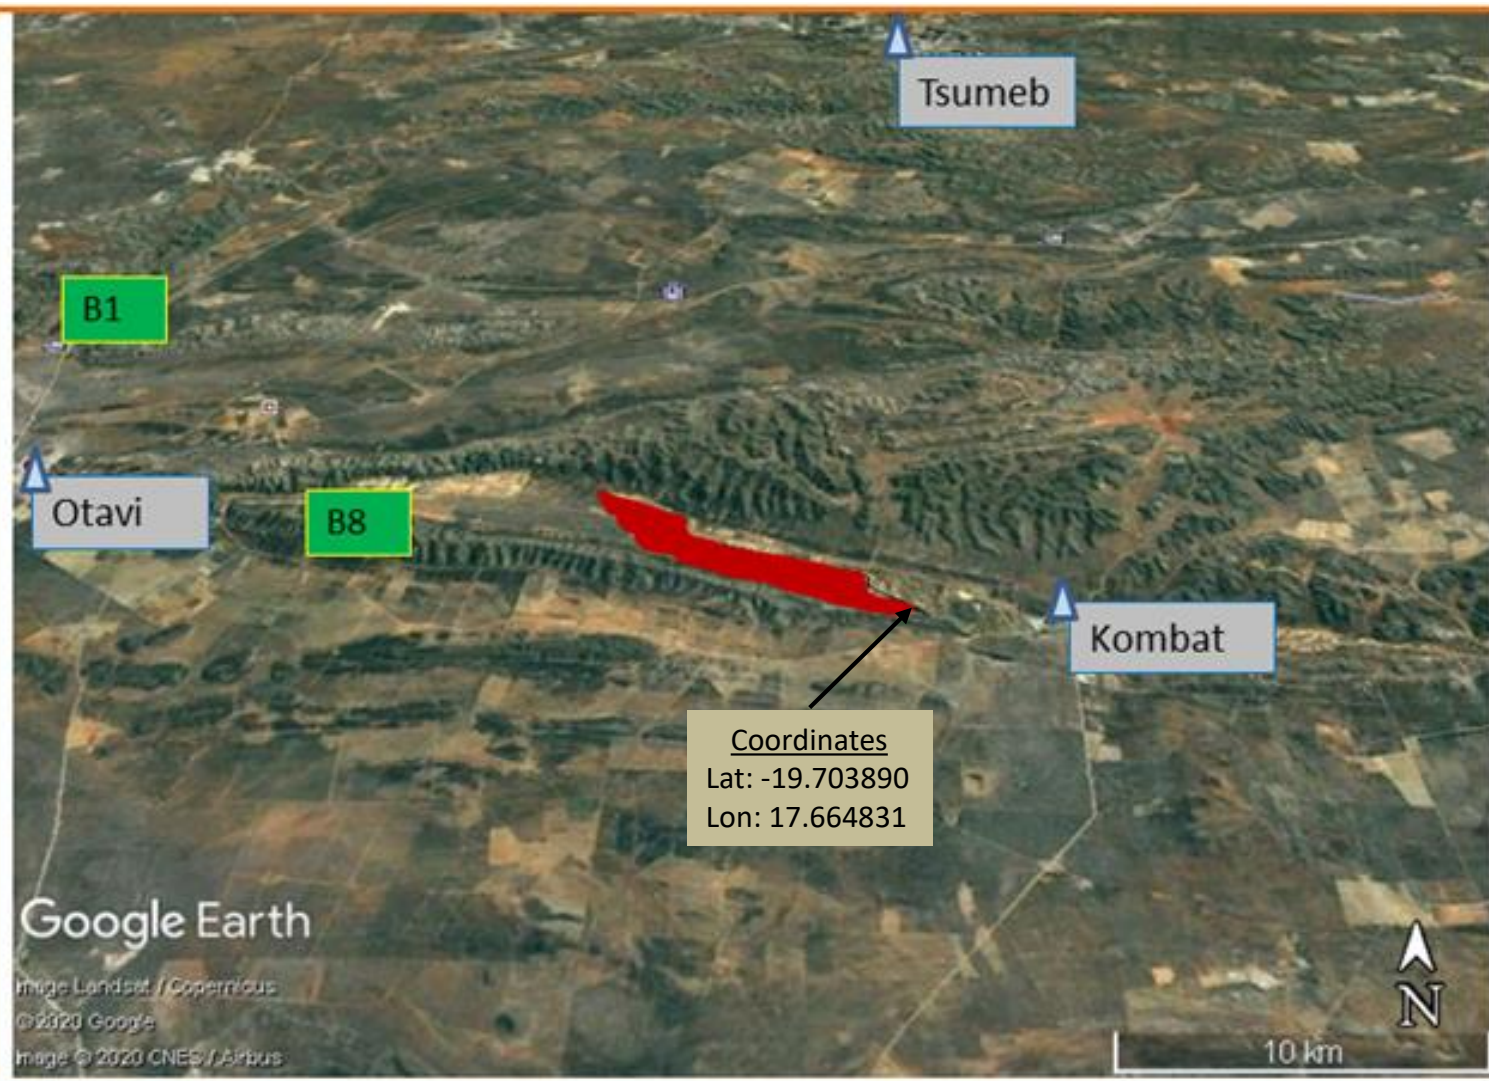 Tsumeb
B1
Otavi
B8
Kombat
Coordinates
Lat: -19.703890
Lon: 17.664831
Google Earth
Image Landsat / Copernicus
©2020 Google
Image © 2020 CNES / Airbus
N
10 km